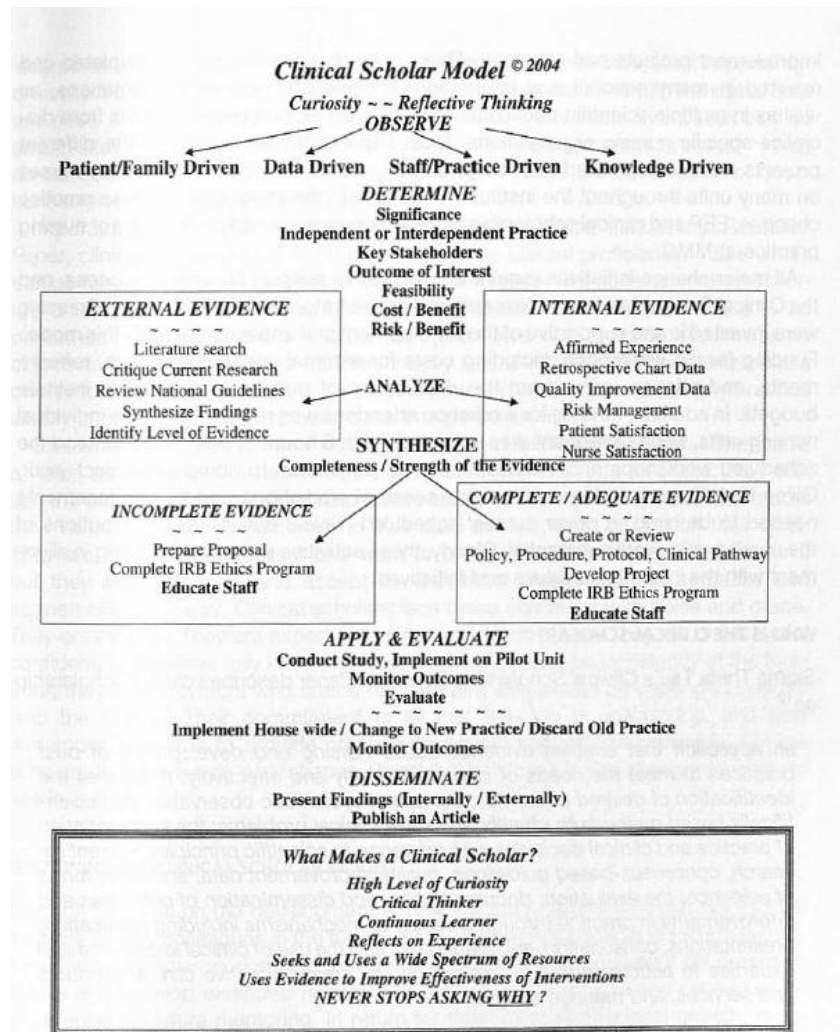 Clinical Scholar Model © 2004
Curiosity ~ ~ Reflective Thinking
OBSERVE
Patient/Family Driven Data Driven Staff/Practice Driven Knowledge Driven
DETERMINE
Significance
Independent or Interdependent Practice
Key Stakeholders
Outcome of Interest
Feasibility
Cost / Benefit
Risk / Benefit
EXTERNAL EVIDENCE
~ ~ ~ ~
Literature search
Critique Current Research
Review National Guidelines
Synthesize Findings
Identify Level of Evidence
ANALYZE
INTERNAL EVIDENCE
~ ~ ~ ~
Affirmed Experience
Retrospective Chart Data
Quality Improvement Data
Risk Management
Patient Satisfaction
Nurse Satisfaction
SYNTHESIZE
Completeness / Strength of the Evidence
INCOMPLETE EVIDENCE
~ ~ ~ ~
Prepare Proposal
Complete IRB Ethics Program
Educate Staff
COMPLETE / ADEQUATE EVIDENCE
~ ~ ~ ~
Create or Review
Policy, Procedure, Protocol, Clinical Pathway
Develop Project
Complete IRB Ethics Program
Educate Staff
APPLY & EVALUATE
Conduct Study, Implement on Pilot Unit
Monitor Outcomes
Evaluate
~ ~ ~ ~ ~ ~ ~
Implement House wide / Change to New Practice/ Discard Old Practice
Monitor Outcomes
DISSEMINATE
Present Findings (Internally / Externally)
Publish an Article
What Makes a Clinical Scholar?
High Level of Curiosity
Critical Thinker
Continuous Learner
Reflects on Experience
Seeks and Uses a Wide Spectrum of Resources
Uses Evidence to Improve Effectiveness of Interventions
NEVER STOPS ASKING WHY ?